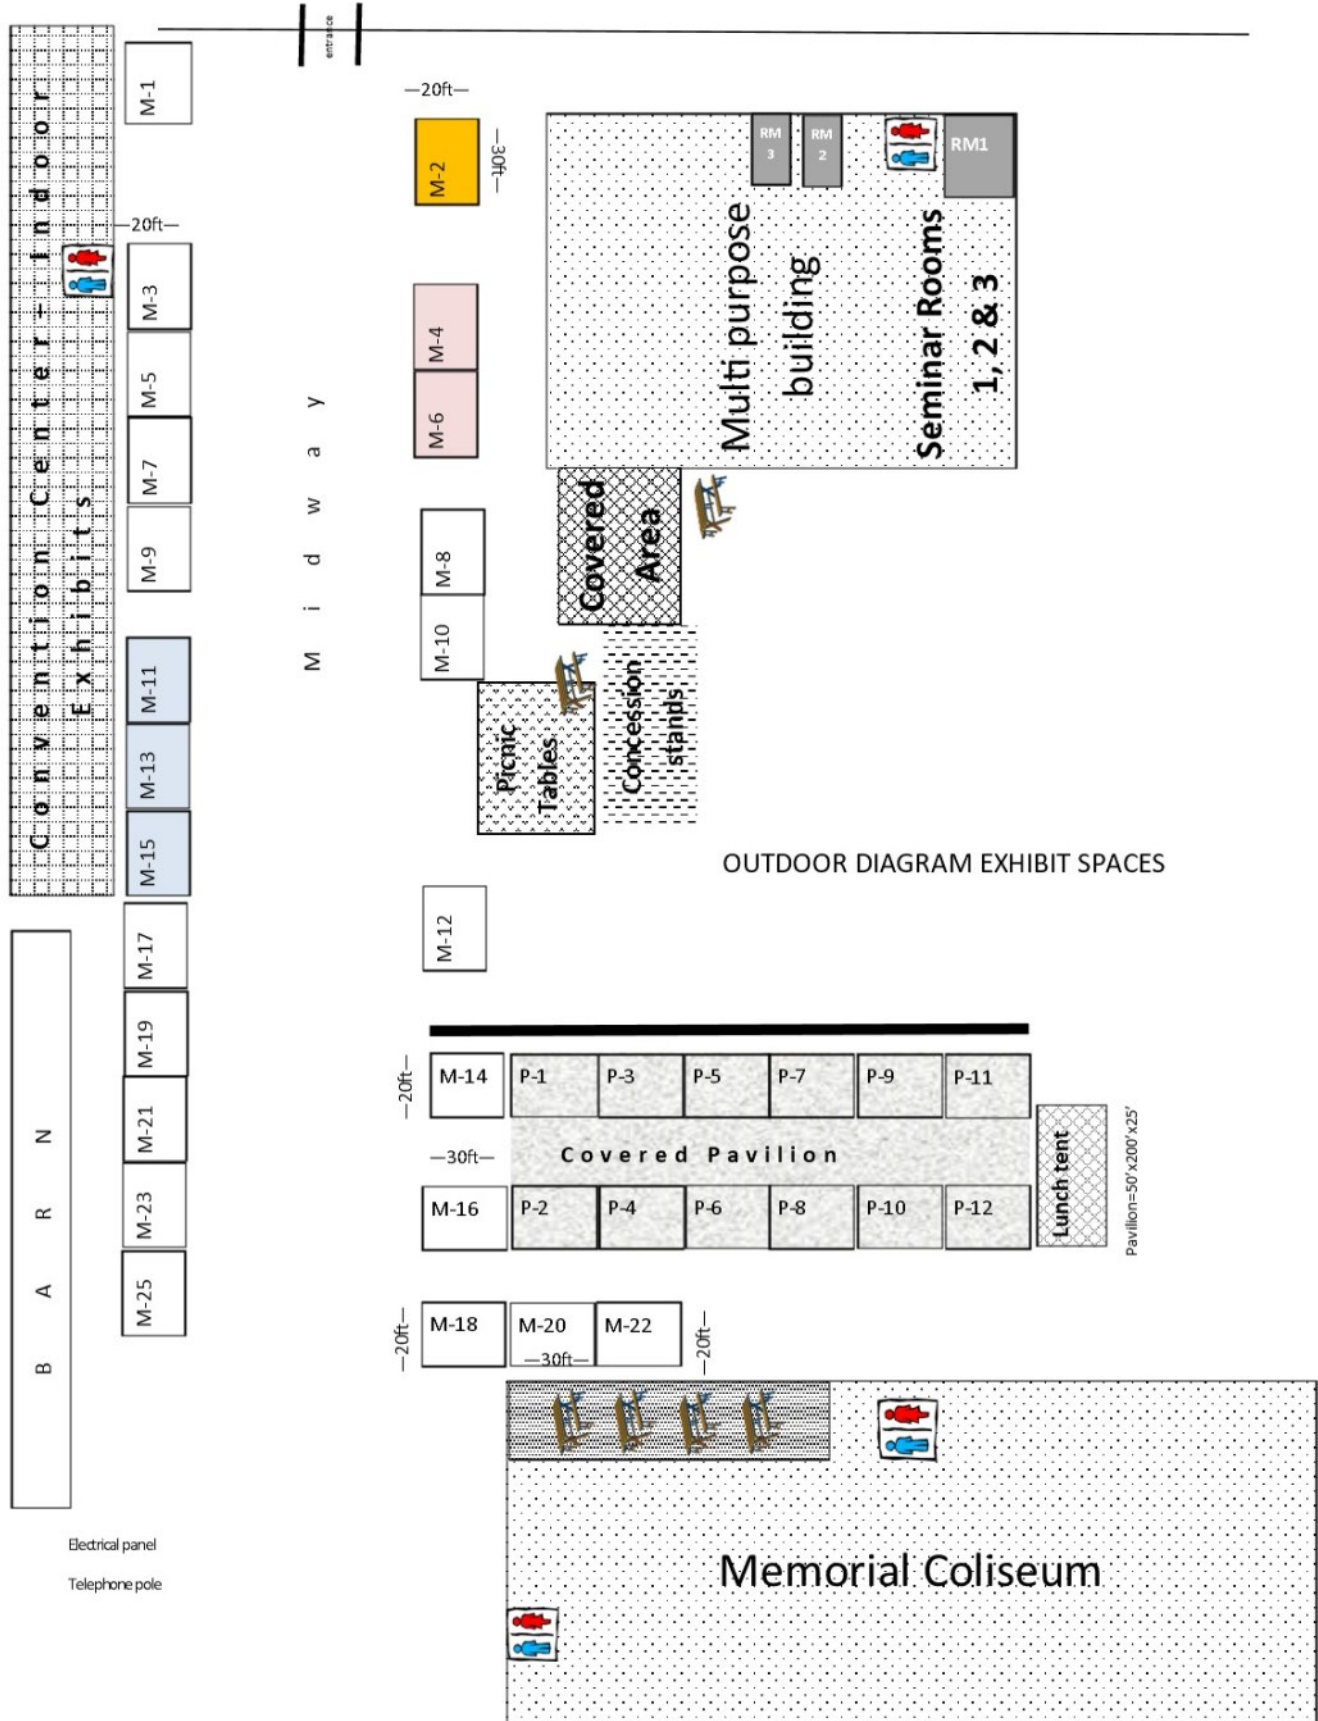 entrance
Convention Center – Indoor
Exhibits
M-1
—20ft—
M-2
—30ft—
—20ft—
M-3
M-5
M-7
M-9
M-11
M-13
M-15
M-17
M-19
M-21
M-23
M-25
BARN
Midway
M-4
M-6
M-8
M-10
M-12
RM
3
RM
2
RM1
Multi purpose
building
Seminar Rooms
1, 2 & 3
Covered
Area
Picnic
Tables
Concession
stands
OUTDOOR DIAGRAM EXHIBIT SPACES
—20ft—
M-14
P-1
P-3
P-5
P-7
P-9
P-11
—30ft—
Covered Pavilion
Lunch tent
Pavilion=50'x200'x25'
M-16
P-2
P-4
P-6
P-8
P-10
P-12
—20ft—
M-18
M-20
M-22
—30ft—
—20ft—
Memorial Coliseum
Electrical panel
Telephone pole